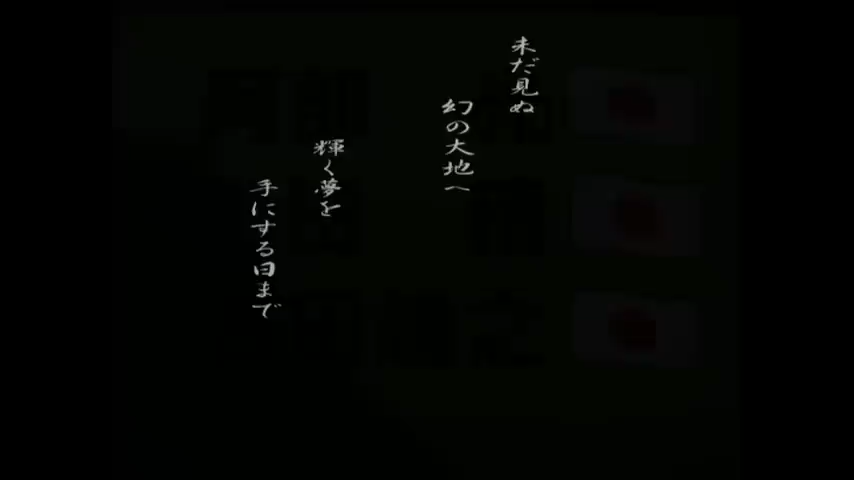 未だ見ぬ
幻の大地へ
輝く夢を
手にする日まで